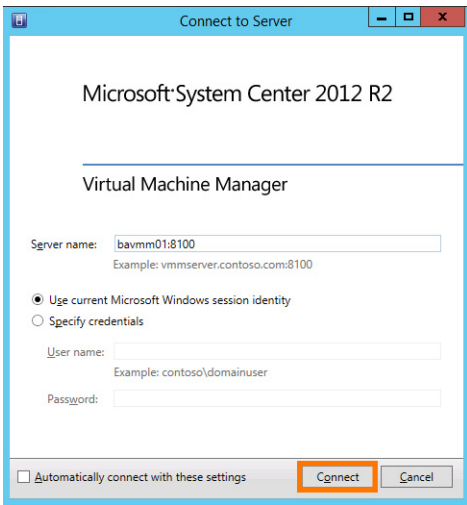 Connect to Server
Microsoft System Center 2012 R2
Virtual Machine Manager
Server name: bavmm01:8100
Example: vmmserver.contoso.com:8100
Use current Microsoft Windows session identity
Specify credentials
User name:
Example: contoso\domainuser
Password:
Automatically connect with these settings Connect Cancel